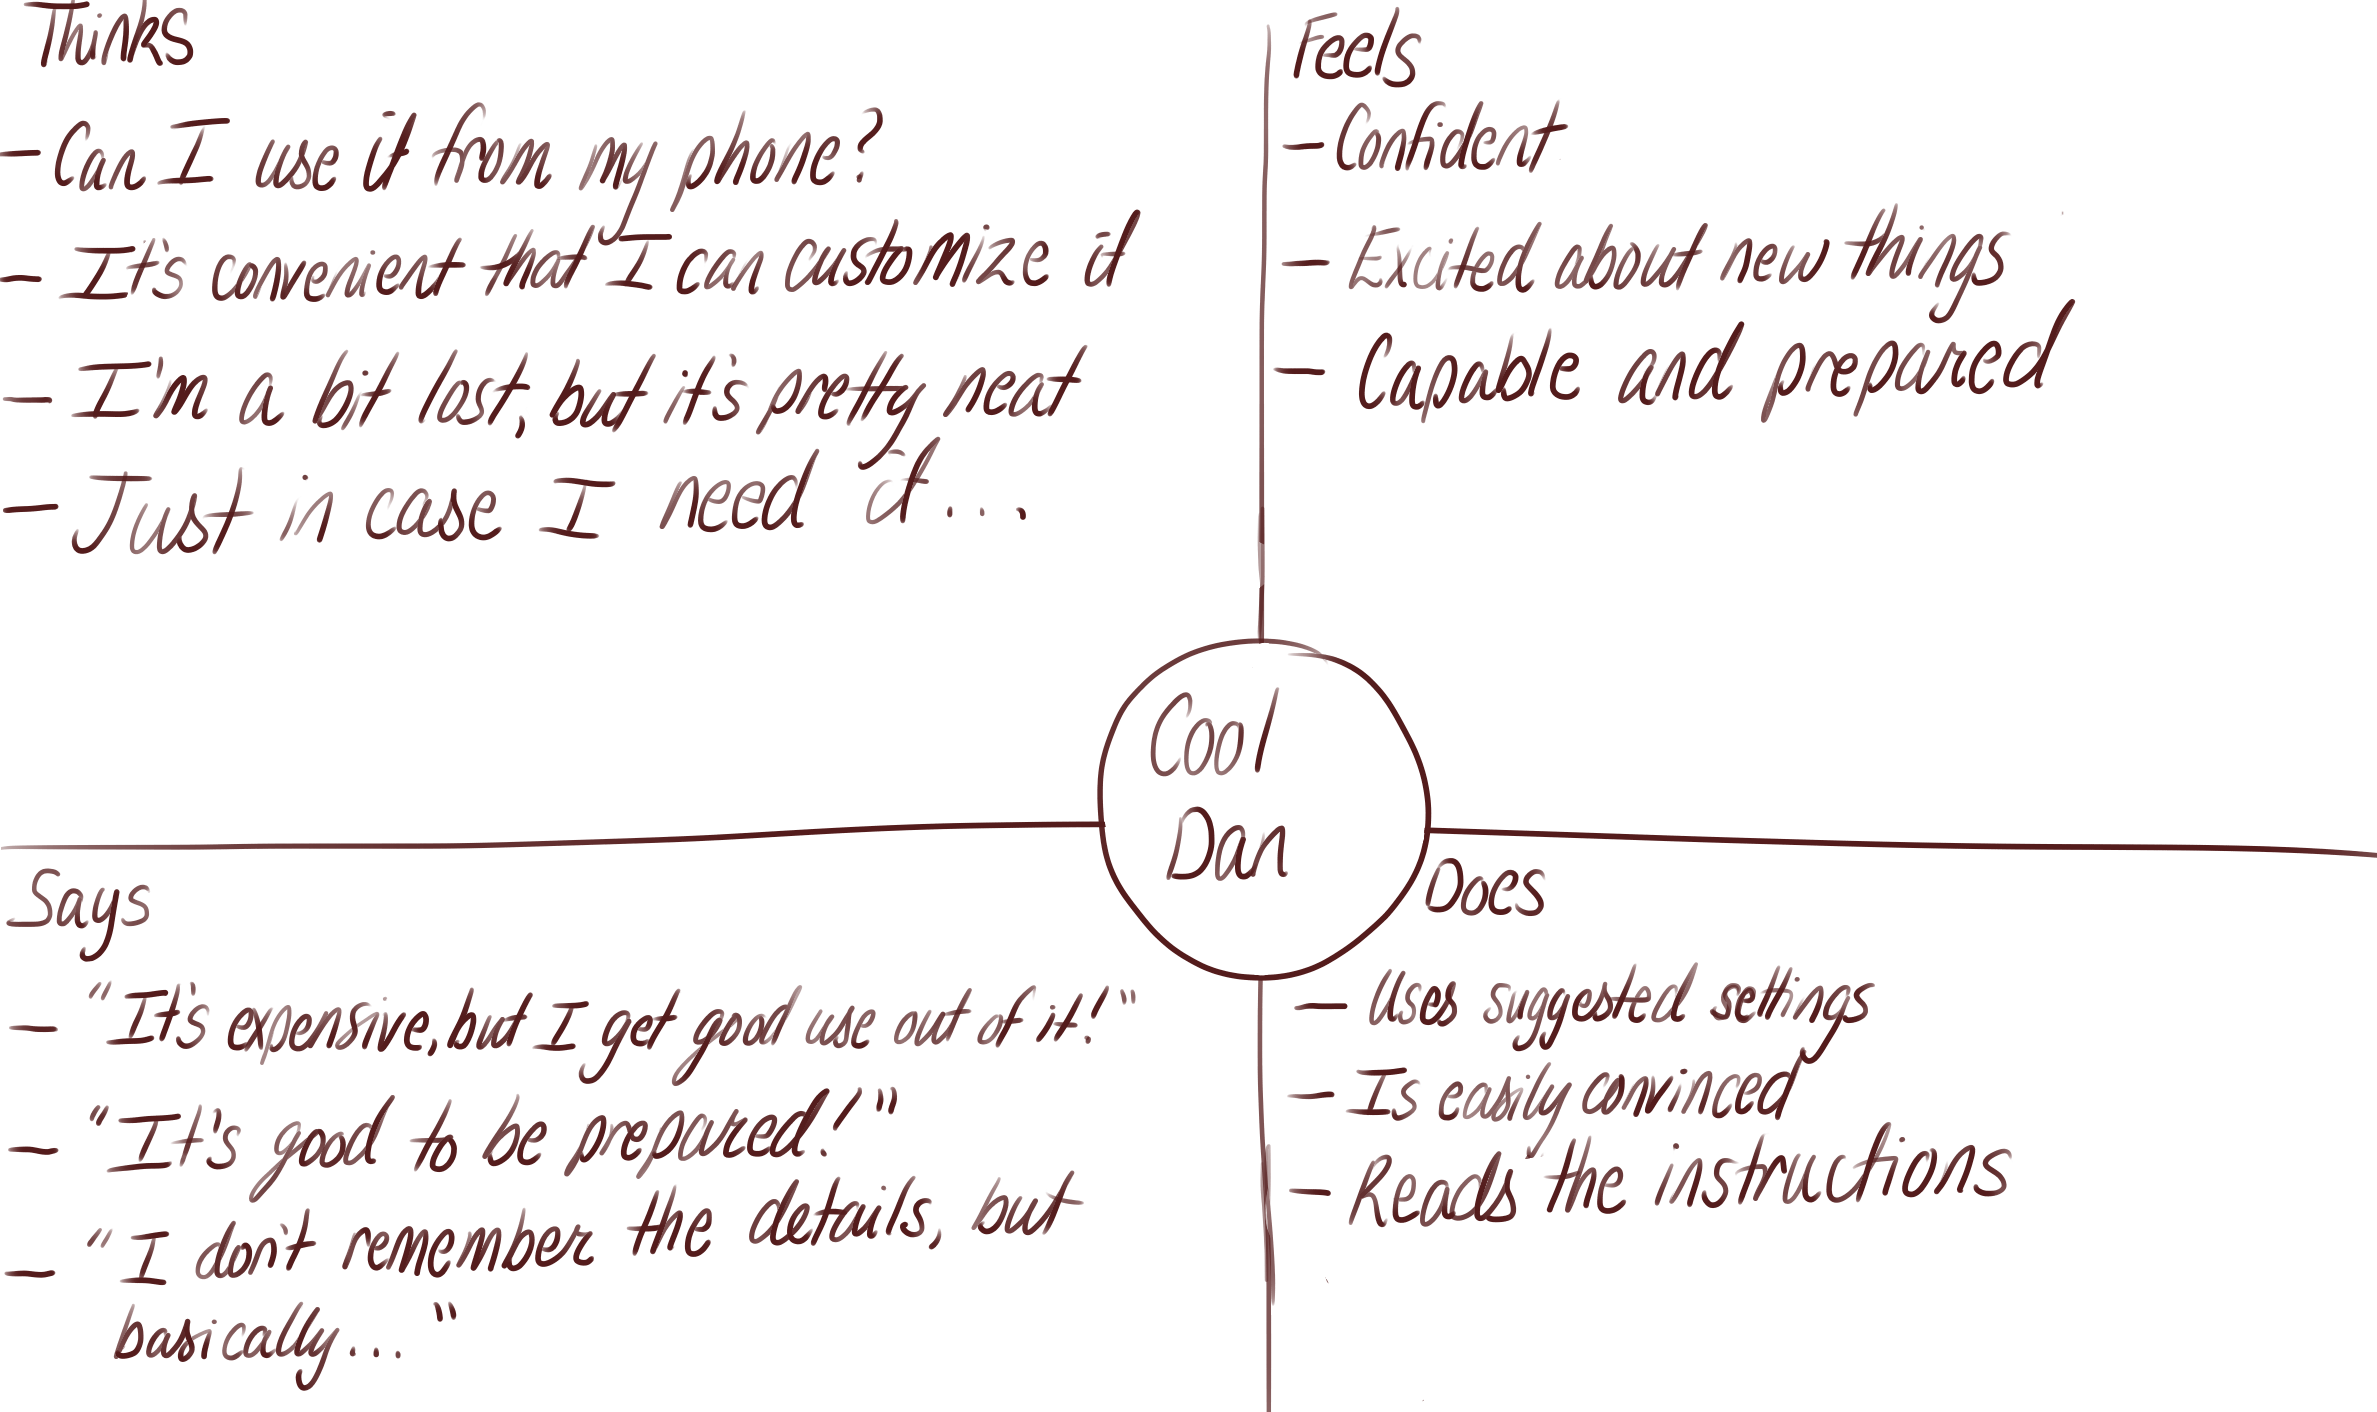 Thinks
- Can I use it from my phone?
- It's convenient that I can customize it
- I'm a bit lost, but it's pretty neat
- Just in case I need it....
Feels
- Confident
- Excited about new things
- Capable and prepared
Cool
Dan
Says
- "It's expensive, but I get good use out of it!"
- "It's good to be prepared!"
- "I don't remember the details, but
basically..."
Does
- Uses suggested settings
- Is easily convinced
- Reads the instructions